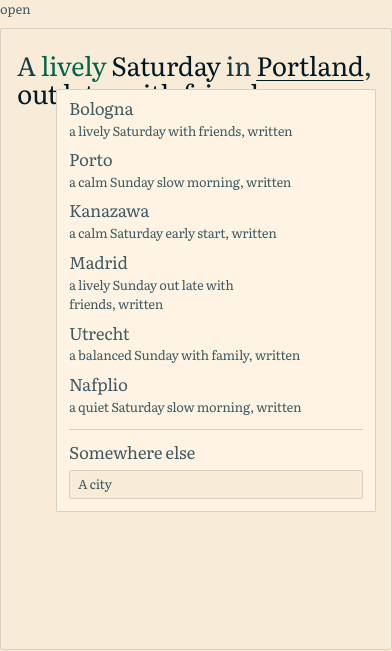 open
A lively Saturday in Portland,
out
Bologna
a lively Saturday with friends, written
Porto
a calm Sunday slow morning, written
Kanazawa
a calm Saturday early start, written
Madrid
a lively Sunday out late with
friends, written
Utrecht
a balanced Sunday with family, written
Nafplio
a quiet Saturday slow morning, written
Somewhere else
A city